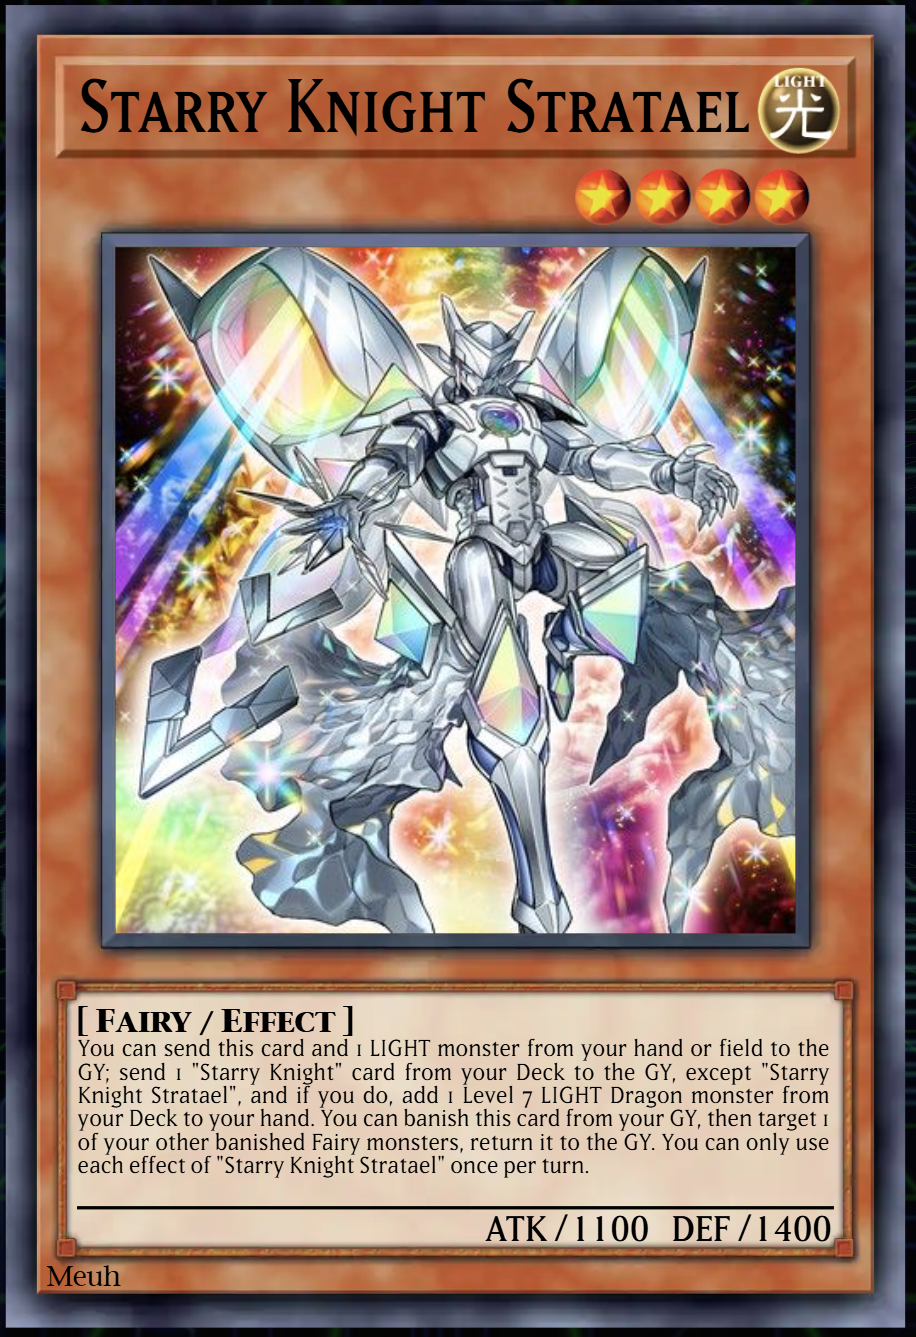 Starry Knight Stratael
LIGHT
光
[ Fairy / Effect ]
You can send this card and 1 LIGHT monster from your hand or field to the
GY; send 1 "Starry Knight" card from your Deck to the GY, except "Starry
Knight Stratael", and if you do, add 1 Level 7 LIGHT Dragon monster from
your Deck to your hand. You can banish this card from your GY, then target 1
of your other banished Fairy monsters, return it to the GY. You can only use
each effect of "Starry Knight Stratael" once per turn.
ATK/1100 DEF/1400
Meuh